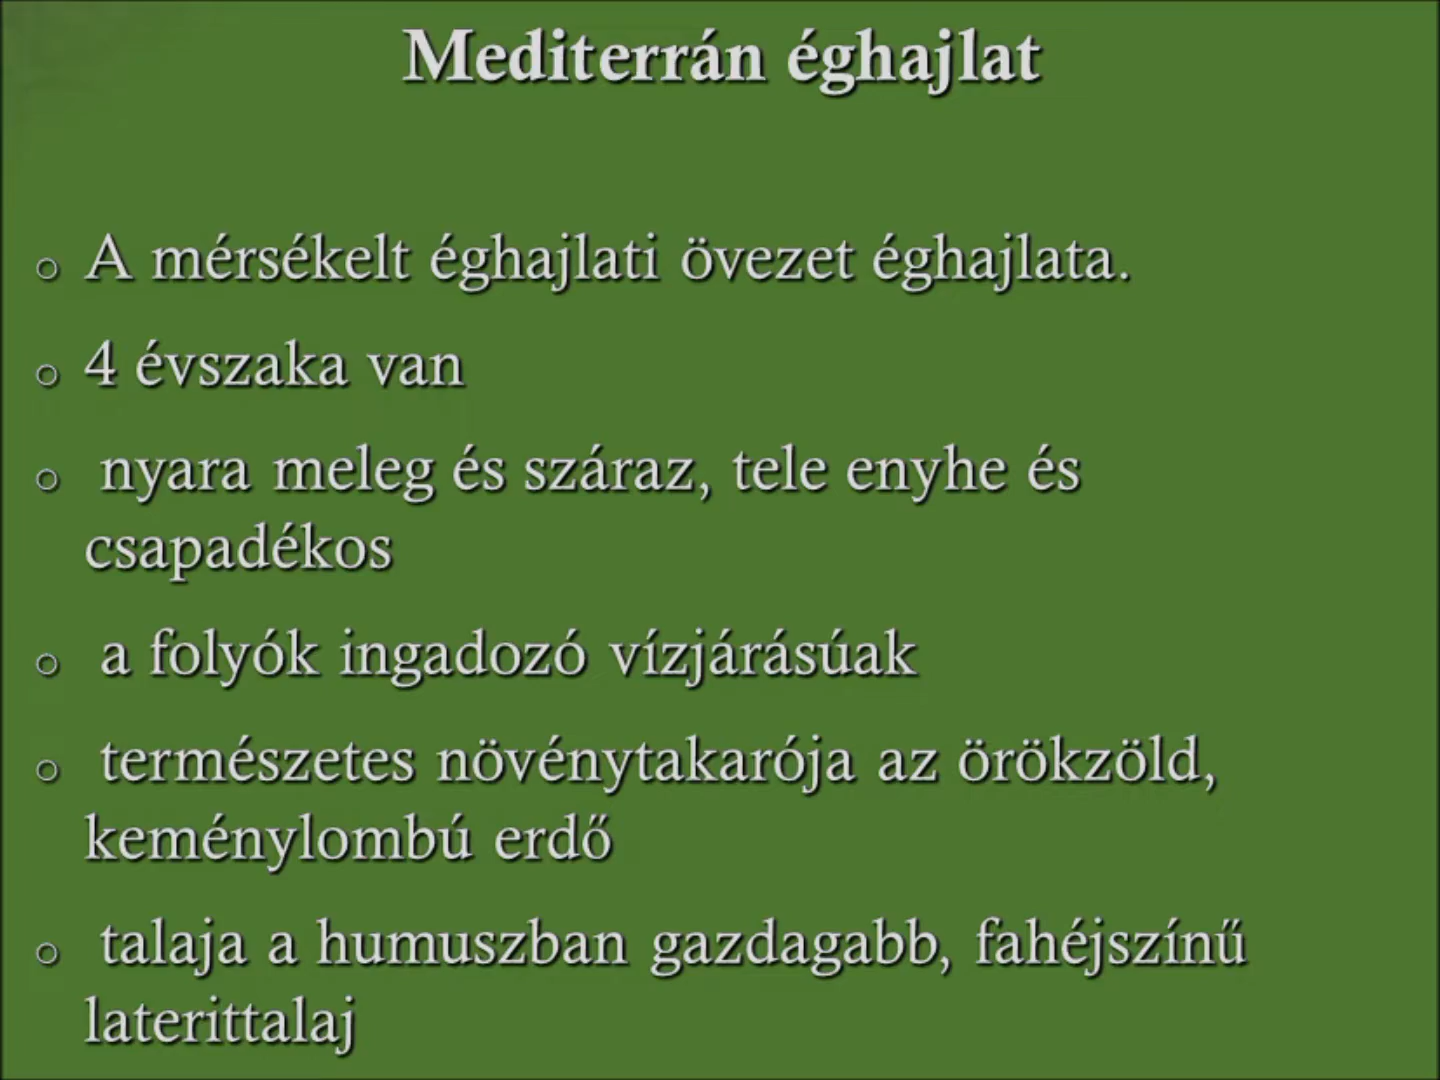 Mediterrán éghajlat
A mérsékelt éghajlati övezet éghajlata.
4 évszaka van
nyara meleg és száraz, tele enyhe és
csapadékos
a folyók ingadozó vízjárásúak
természetes növénytakarója az örökzöld,
keménylombú erdő
talaja a humuszban gazdagabb, fahéjszínű
laterittalaj